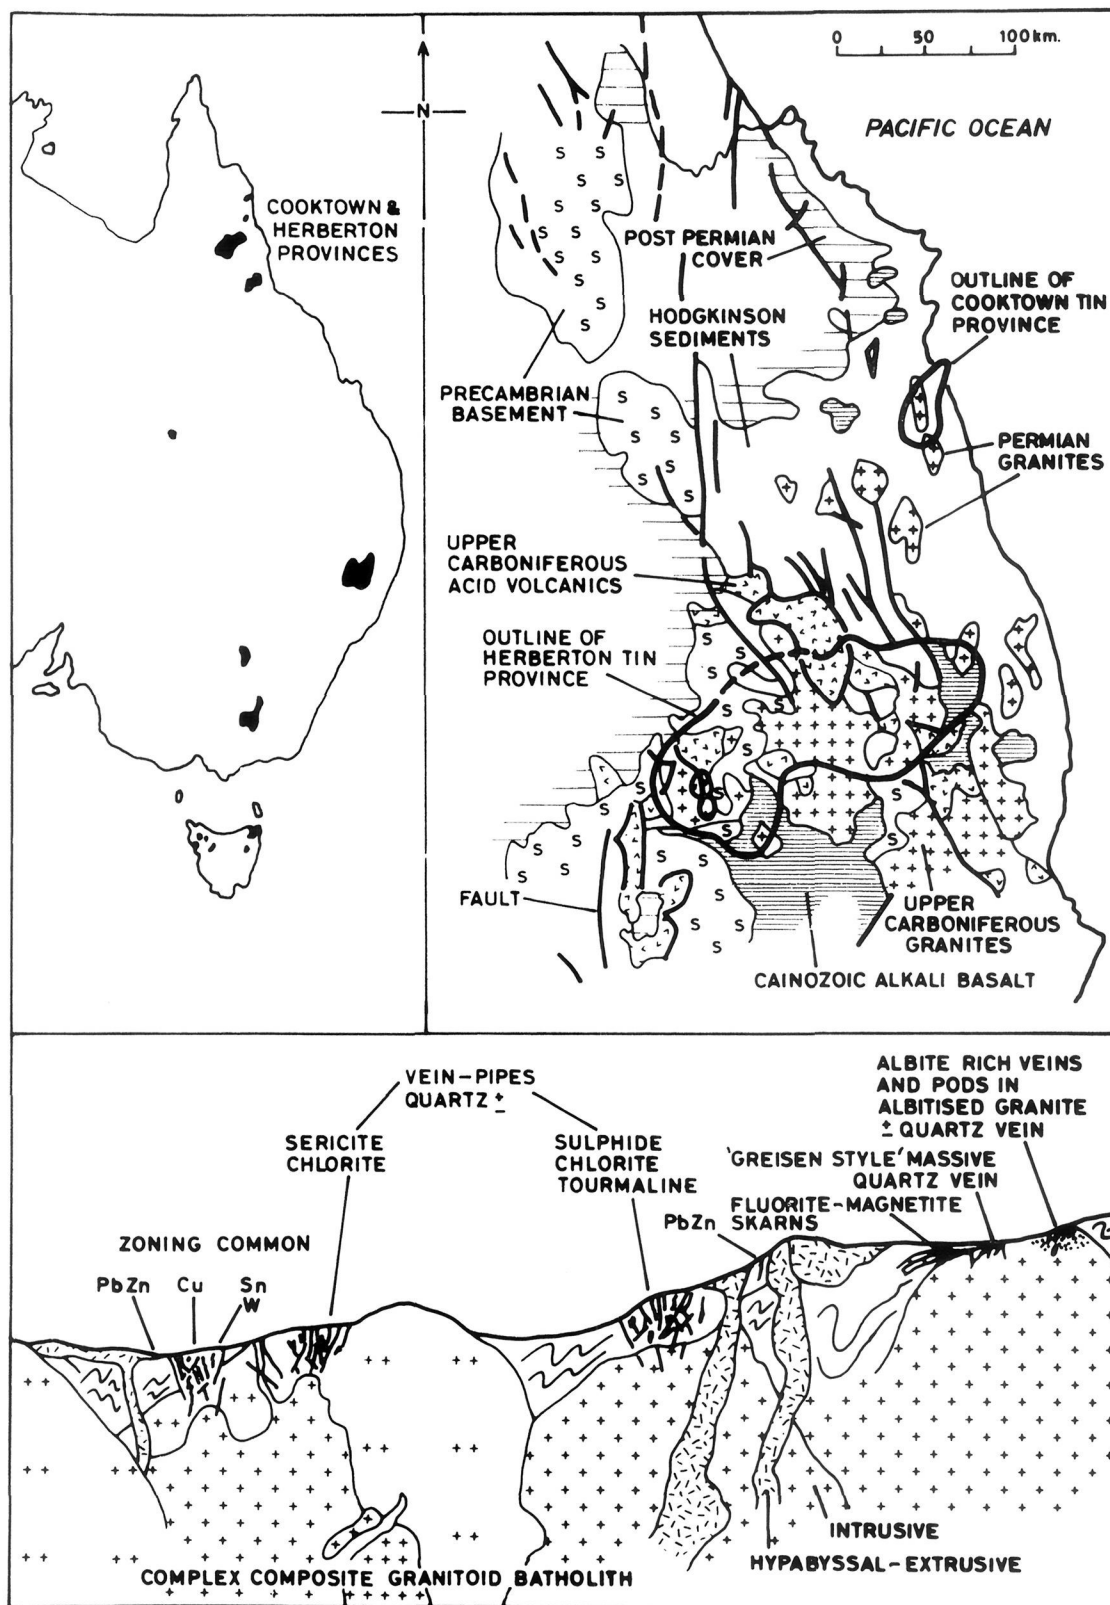 COOKTOWN &
HERBERTON
PROVINCES
N
0 50 100 km.
PACIFIC OCEAN
POST PERMIAN
COVER
OUTLINE OF
COOKTOWN TIN
PROVINCE
HODGKINSON
SEDIMENTS
PRECAMBRIAN
BASEMENT
PERMIAN
GRANITES
UPPER
CARBONIFEROUS
ACID VOLCANICS
OUTLINE OF
HERBERTON TIN
PROVINCE
FAULT
UPPER
CARBONIFEROUS
GRANITES
CAINOZOIC ALKALI BASALT
VEIN-PIPES
QUARTZ ±
SERICITE
CHLORITE
SULPHIDE
CHLORITE
TOURMALINE
ALBITE RICH VEINS
AND PODS IN
ALBITISED GRANITE
± QUARTZ VEIN
'GREISEN STYLE' MASSIVE
QUARTZ VEIN
FLUORITE-MAGNETITE
PbZn SKARNS
ZONING COMMON
PbZn Cu Sn
W
INTRUSIVE
HYPABYSSAL-EXTRUSIVE
COMPLEX COMPOSITE GRANITOID BATHOLITH